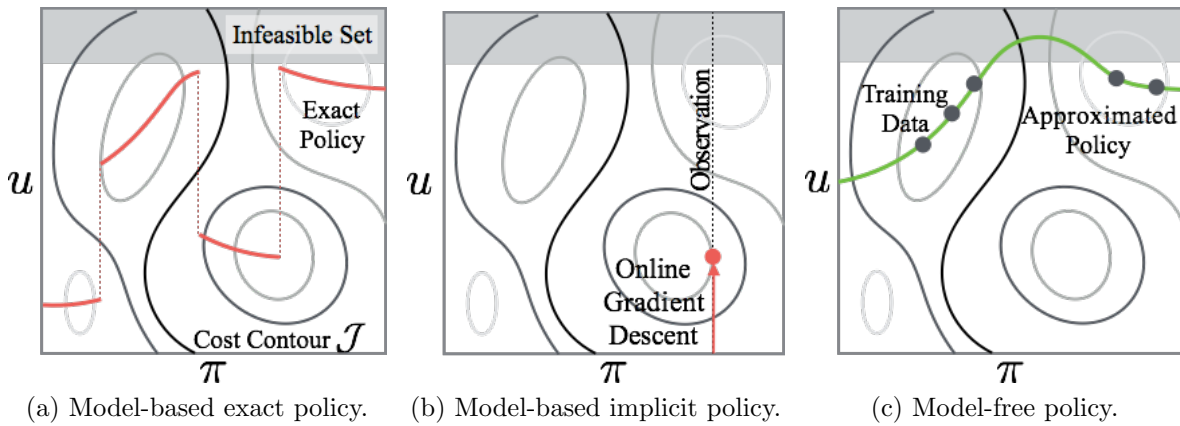 Infeasible Set
Exact
Policy
u
Cost Contour 𝒥
π
(a) Model-based exact policy.
Observation
u
Online
Gradient
Descent
π
(b) Model-based implicit policy.
Training
Data
Approximated
Policy
u
π
(c) Model-free policy.